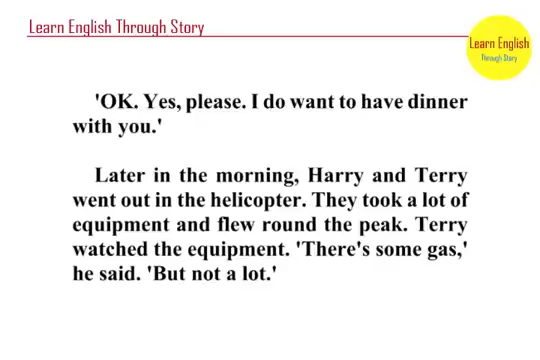 Learn English Through Story
Learn English
Through Story
'OK. Yes, please. I do want to have dinner
with you.'
Later in the morning, Harry and Terry
went out in the helicopter. They took a lot of
equipment and flew round the peak. Terry
watched the equipment. 'There's some gas,'
he said. 'But not a lot.'